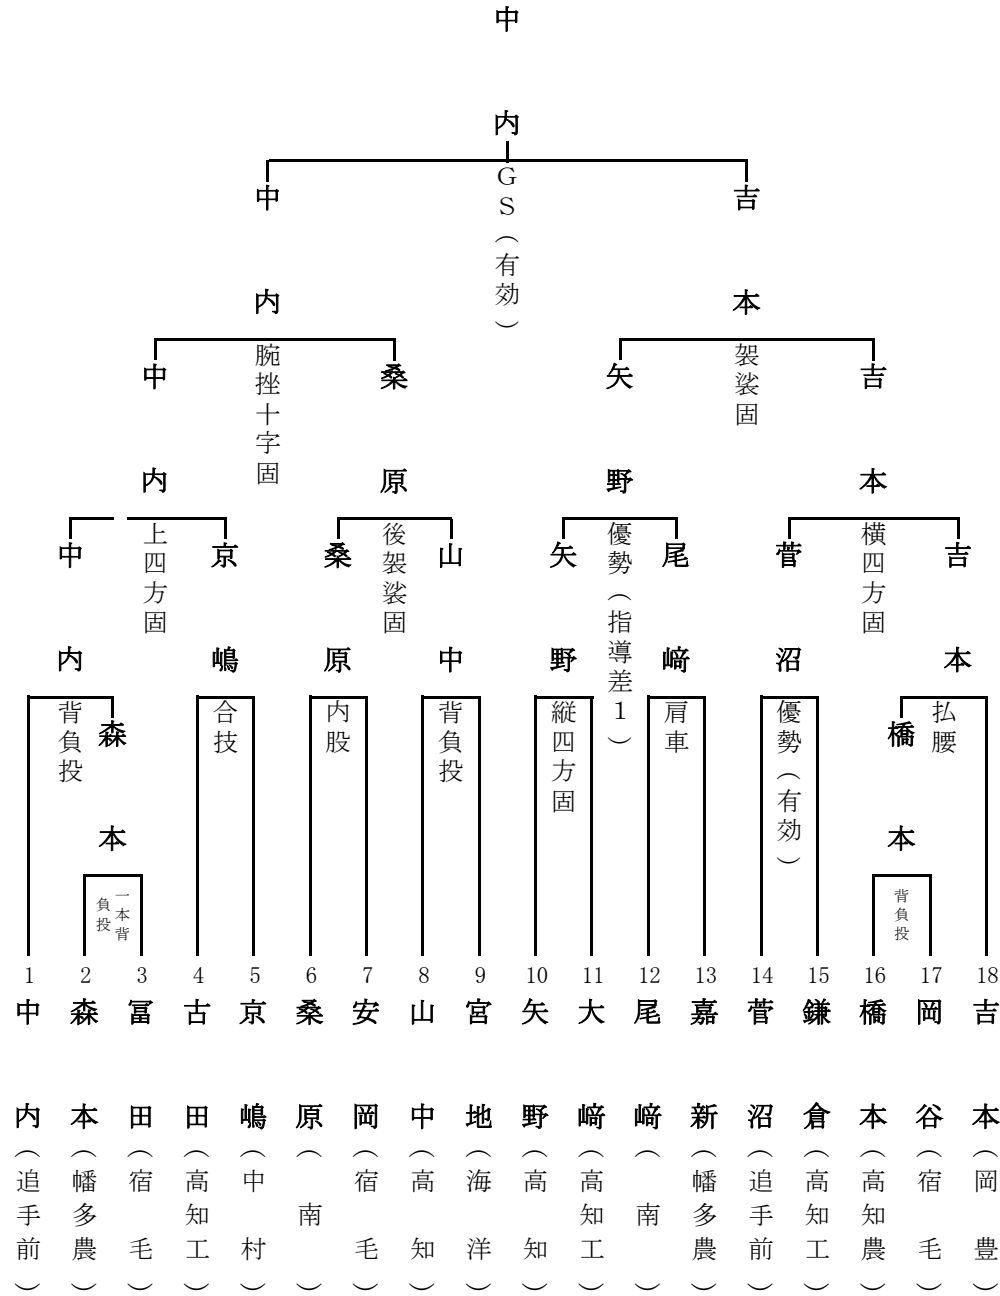 中内
GS（有効）
中内
吉本
腕挫十字固
袈裟固
中内
桑原
矢野
吉本
上四方固
後袈裟固
優勢（指導差1）
横四方固
中内
京嶋
桑原
山中
矢野
尾﨑
菅沼
吉本
背負投
合技
内股
背負投
縦四方固
肩車
優勢（有効）
払腰
森本
橋本
一本背負投
背負投
1 2 3 4 5 6 7 8 9 10 11 12 13 14 15 16 17 18
中内（追手前）
森本（幡多農）
冨田（宿毛）
古田（高知工）
京嶋（中村）
桑原（南）
安岡（宿毛）
山中（高知）
宮地（海洋）
矢野（高知）
大﨑（高知工）
尾﨑（南）
嘉新（幡多農）
菅沼（追手前）
鎌倉（高知工）
橋本（高知農）
岡谷（宿毛）
吉本（岡豊）